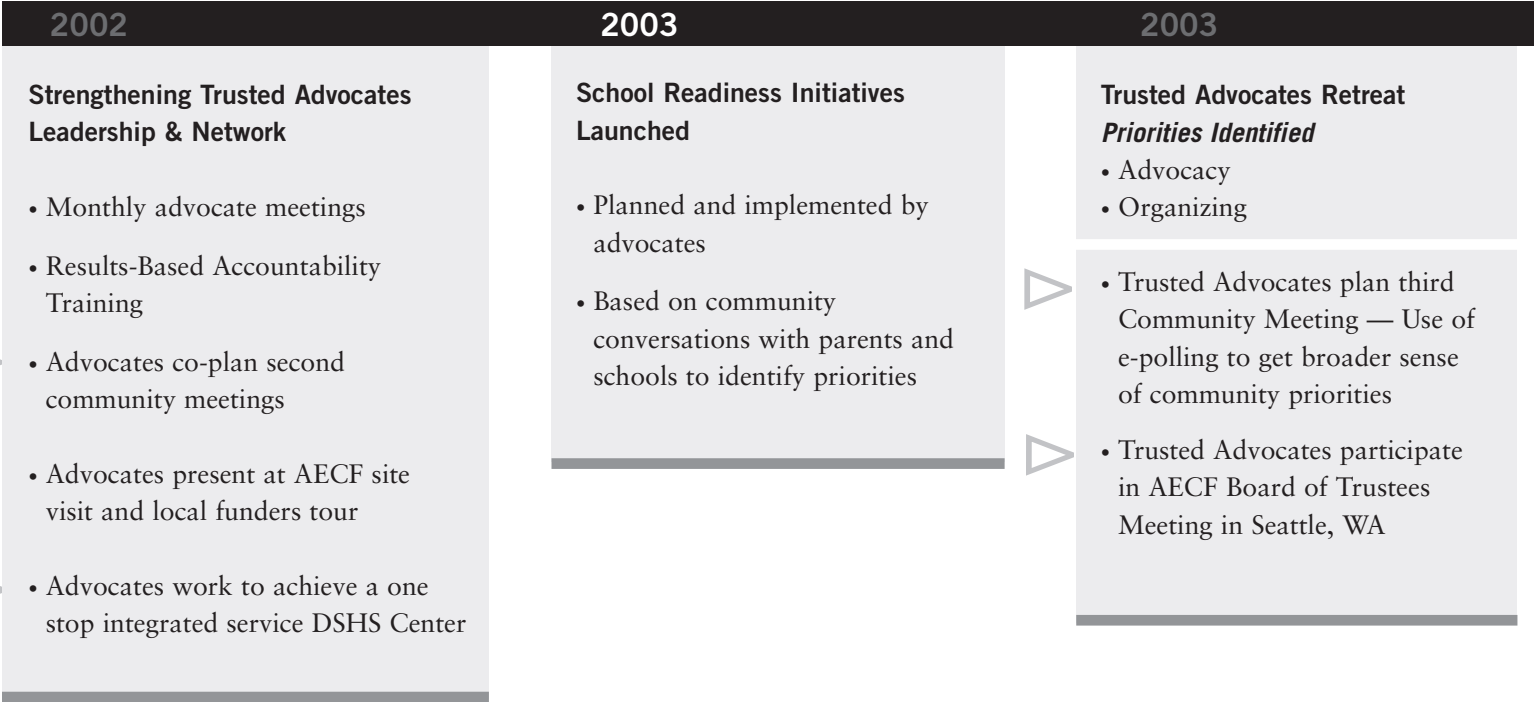 2002
Strengthening Trusted Advocates
Leadership & Network
• Monthly advocate meetings
• Results-Based Accountability
Training
• Advocates co-plan second
community meetings
• Advocates present at AECF site
visit and local funders tour
• Advocates work to achieve a one
stop integrated service DSHS Center
2003
School Readiness Initiatives
Launched
• Planned and implemented by
advocates
• Based on community
conversations with parents and
schools to identify priorities
2003
Trusted Advocates Retreat
Priorities Identified
• Advocacy
• Organizing
• Trusted Advocates plan third
Community Meeting — Use of
e-polling to get broader sense
of community priorities
• Trusted Advocates participate
in AECF Board of Trustees
Meeting in Seattle, WA